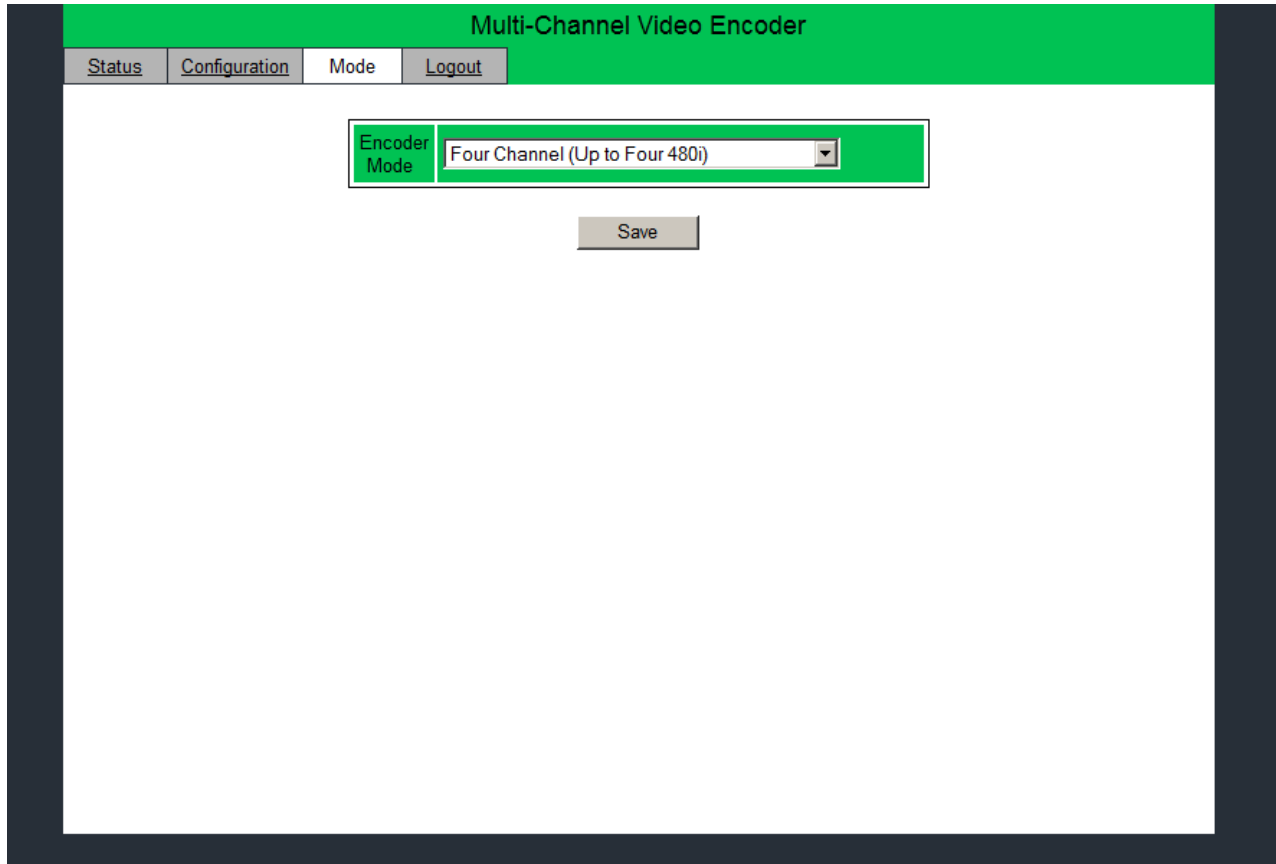 Multi-Channel Video Encoder
Status Configuration Mode Logout
Encoder
Mode
Four Channel (Up to Four 480i)
Save